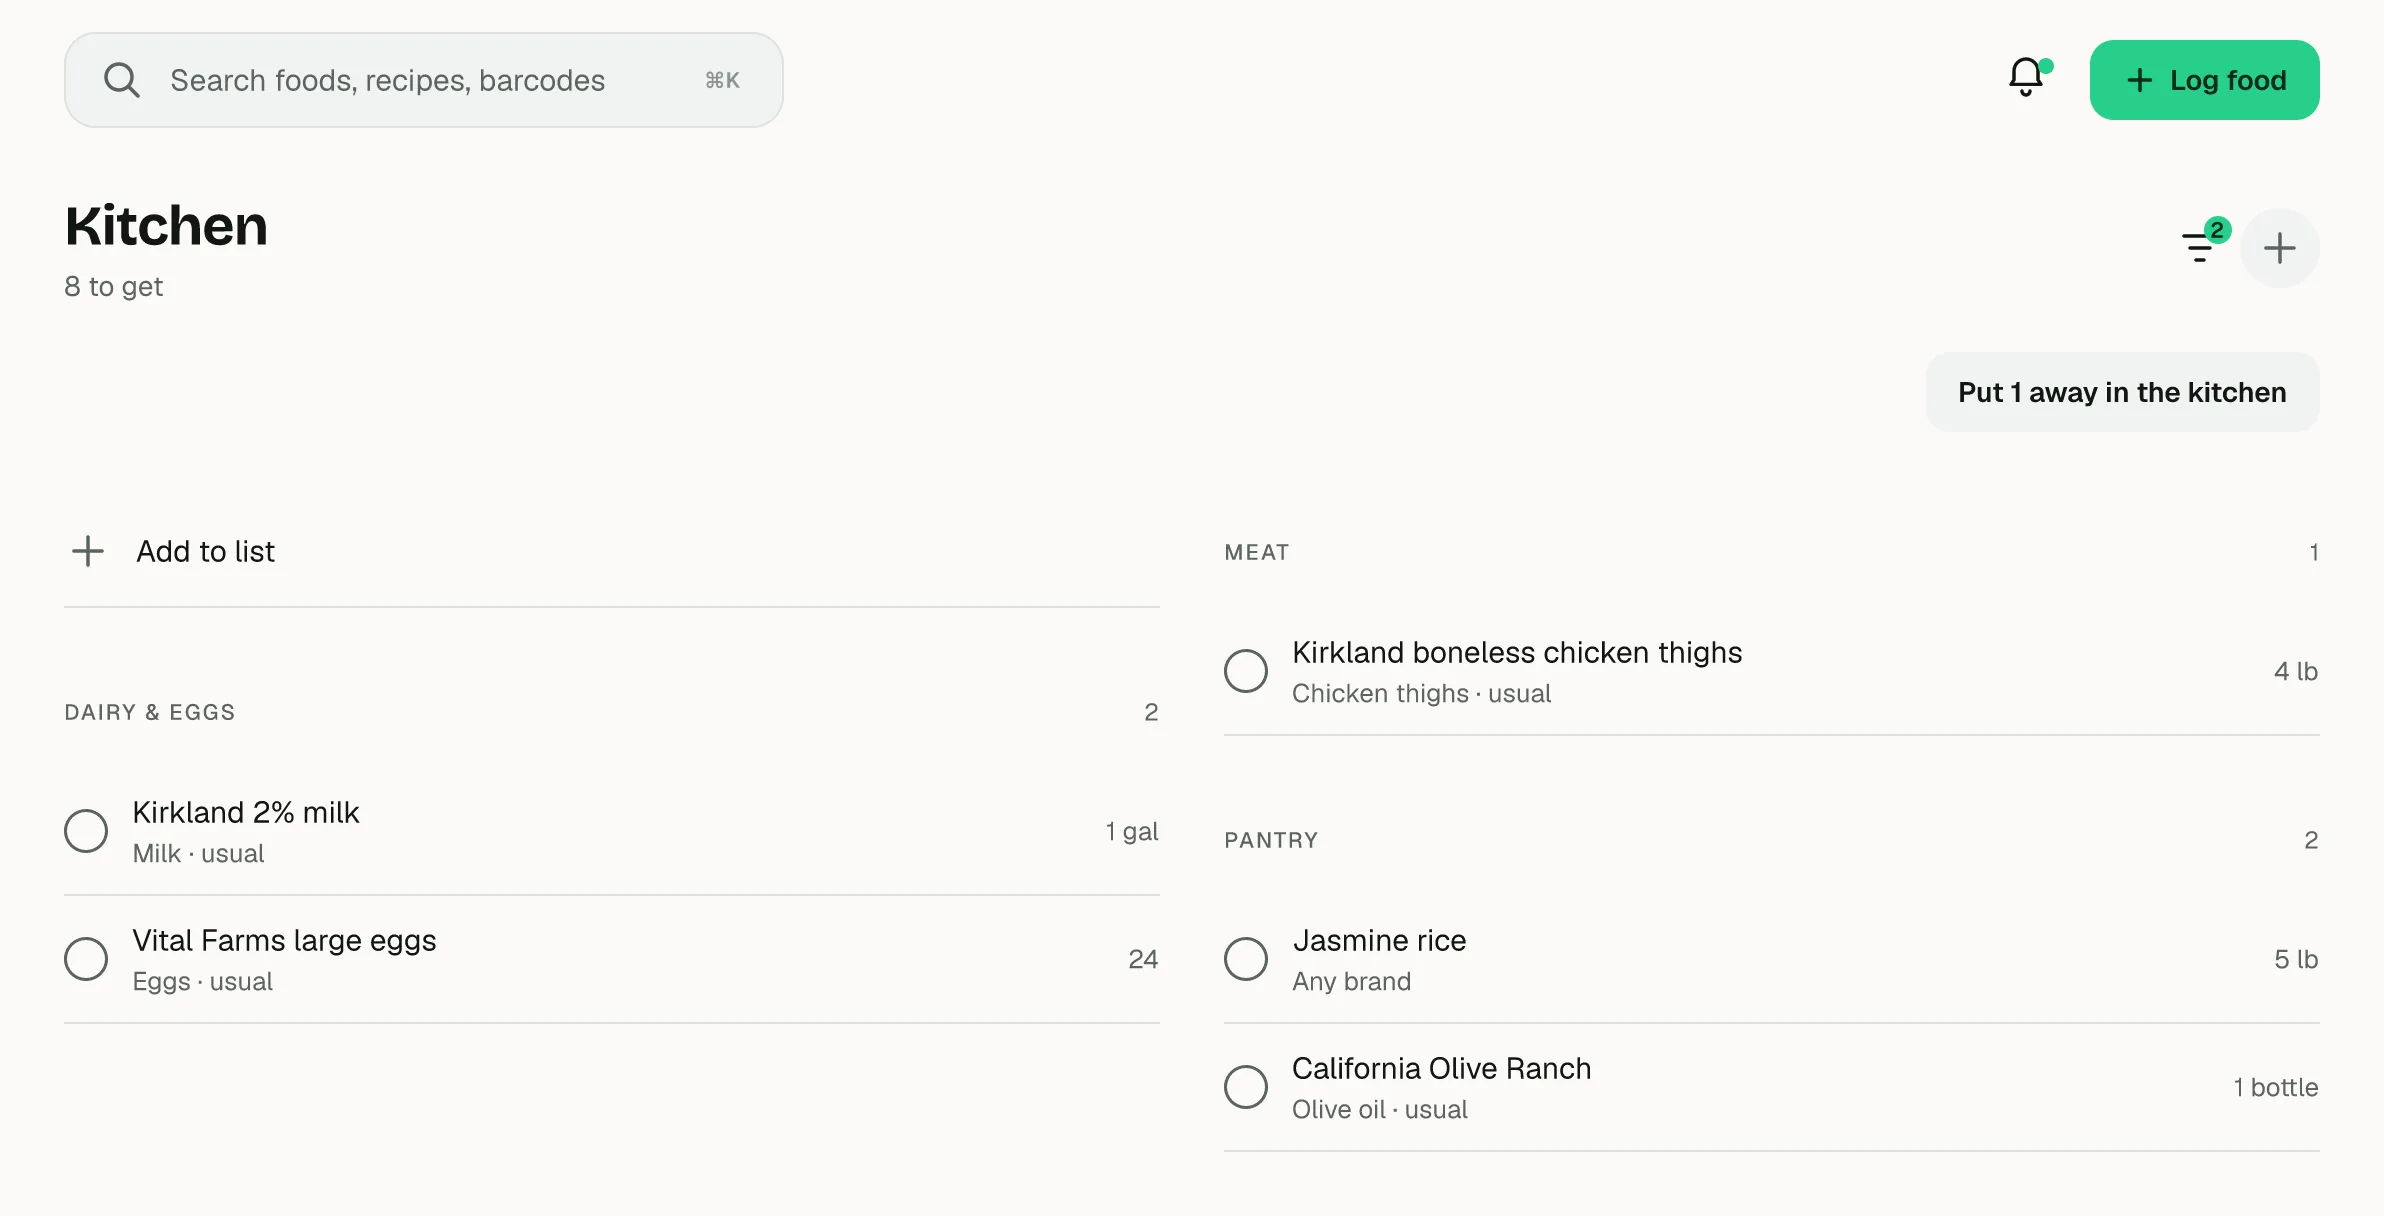 Search foods, recipes, barcodes ⌘K
Log food
Kitchen
8 to get
2
Put 1 away in the kitchen
Add to list
DAIRY & EGGS 2
Kirkland 2% milk
Milk · usual
1 gal
Vital Farms large eggs
Eggs · usual
24
MEAT 1
Kirkland boneless chicken thighs
Chicken thighs · usual
4 lb
PANTRY 2
Jasmine rice
Any brand
5 lb
California Olive Ranch
Olive oil · usual
1 bottle